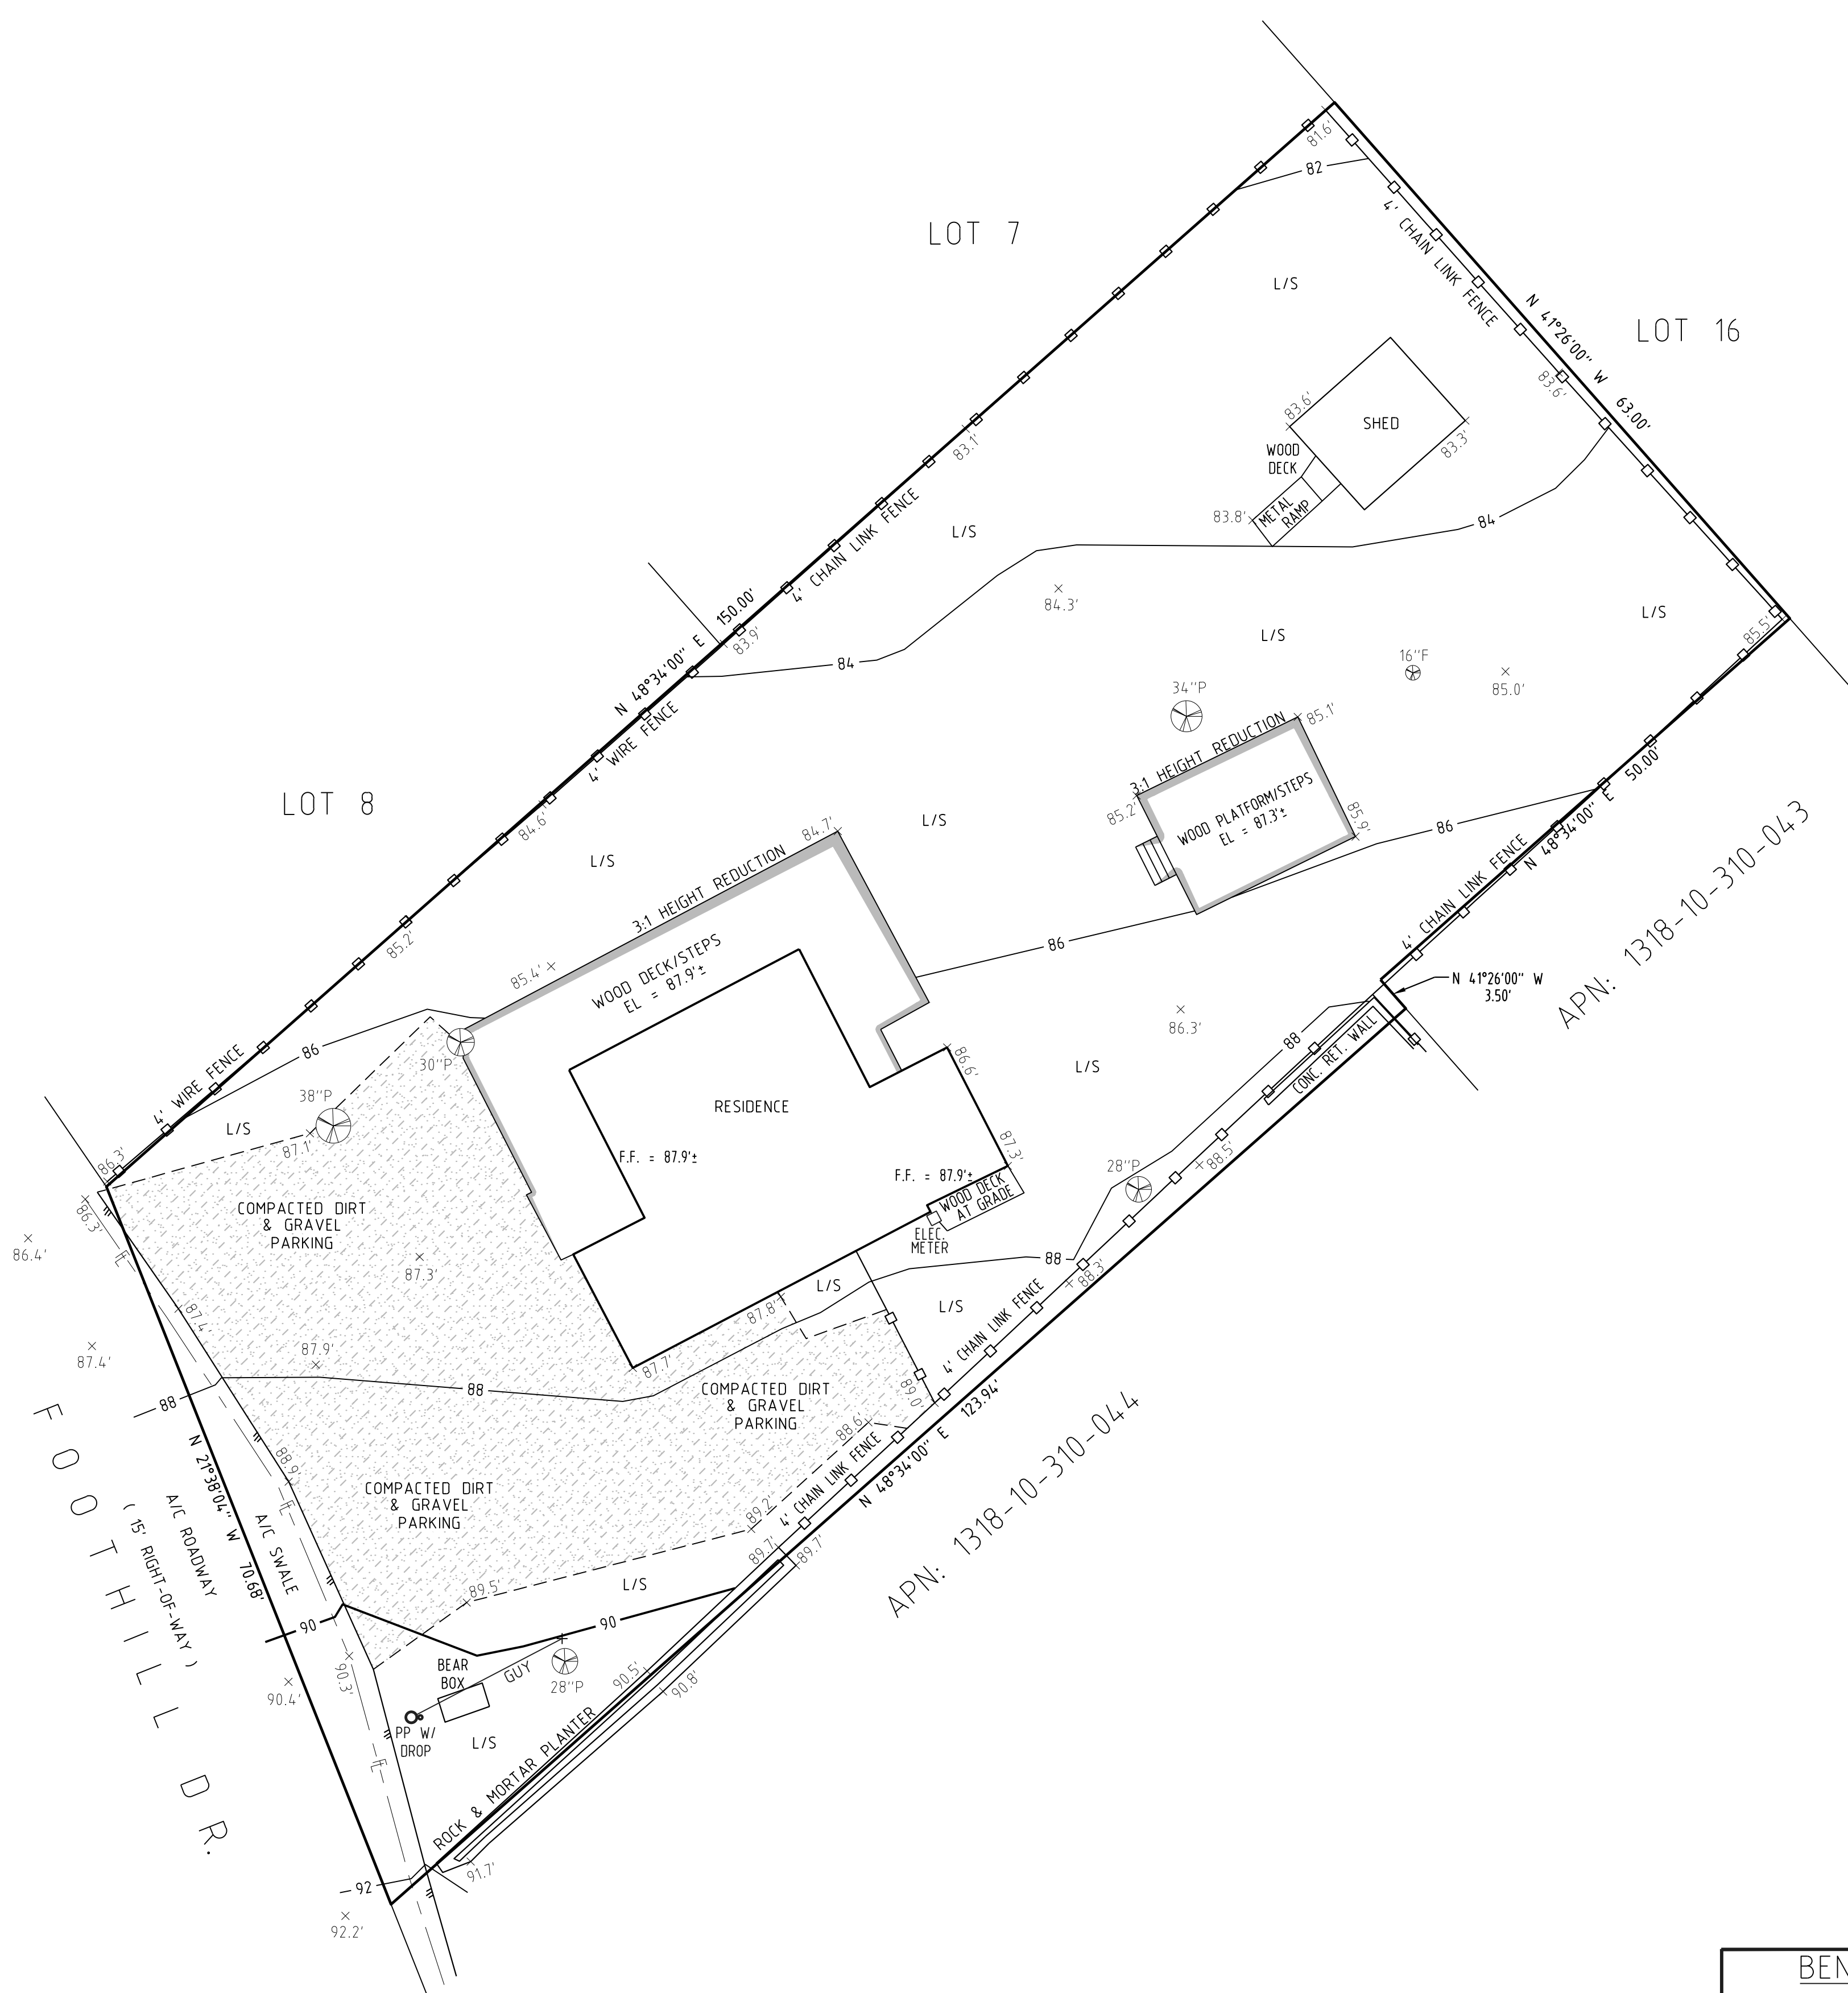 81.6'
82
LOT 7
4' CHAIN LINK FENCE
N 41°26'00" W 63.00'
LOT 16
L/S
83.6'
83.6'
SHED
83.3'
WOOD
DECK
METAL
RAMP
83.8'
84
83.1'
4' CHAIN LINK FENCE
L/S
84.3'
L/S
L/S
85.5'
N 48°34'00" E 150.00'
83.9'
84
4' WIRE FENCE
16"F
85.0'
34"P
3:1 HEIGHT REDUCTION
85.1'
85.2'
WOOD PLATFORM/STEPS
EL = 87.3'±
85.9'
86
50.00'
N 48°34'00" E
4' CHAIN LINK FENCE
APN: 1318-10-310-043
LOT 8
84.6'
L/S
84.7'
L/S
3:1 HEIGHT REDUCTION
85.2'
85.4'
WOOD DECK/STEPS
EL = 87.9'±
86
N 41°26'00" W
3.50'
86.3'
88
CONC. RET. WALL
4' WIRE FENCE
86
30"P
38"P
L/S
87.1'
86.3'
RESIDENCE
86.6'
L/S
F.F. = 87.9'±
F.F. = 87.9'±
87.3'
WOOD DECK
AT GRADE
ELEC.
METER
28"P
88.5'
88
88.3'
COMPACTED DIRT
& GRAVEL
PARKING
86.3'
86.4'
87.3'
87.4'
87.4'
87.9'
88
88
87.8'
L/S
L/S
87.7'
COMPACTED DIRT
& GRAVEL
PARKING
89.0'
4' CHAIN LINK FENCE
N 48°34'00" E 123.94'
88.6'
4' CHAIN LINK FENCE
APN: 1318-10-310-044
FOOTHILL DR.
A/C ROADWAY
( 15' RIGHT-OF-WAY )
N 21°38'04" W 70.68'
A/C SWALE
FL
FL
FL
88.9'
COMPACTED DIRT
& GRAVEL
PARKING
89.2'
89.7'
89.7'
89.5'
L/S
90
90
90.3'
90.4'
BEAR
BOX
GUY
28"P
90.5'
90.8'
PP W/
DROP
L/S
ROCK & MORTAR PLANTER
91.7'
92
92.2'
BEN